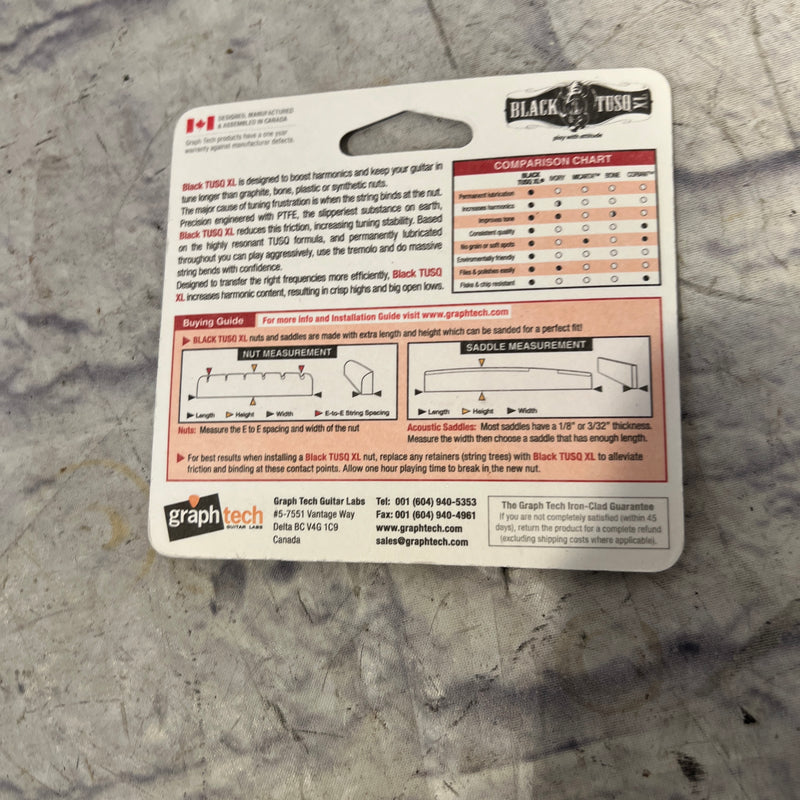 DESIGNED, MANUFACTURED
& ASSEMBLED IN CANADA
Graph Tech products have a one year
warranty against manufacturer defects.
BLACK TUSQ XL
play with attitude
Black TUSQ XL is designed to boost harmonics and keep your guitar in
tune longer than graphite, bone, plastic or synthetic nuts.
The major cause of tuning frustration is when the string binds at the nut.
Precision engineered with PTFE, the slipperiest substance on earth,
Black TUSQ XL reduces this friction, increasing tuning stability. Based
on the highly resonant TUSQ formula, and permanently lubricated
throughout you can play aggressively, use the tremolo and do massive
string bends with confidence.
Designed to transfer the right frequencies more efficiently, Black TUSQ
XL increases harmonic content, resulting in crisp highs and big open lows.
COMPARISON CHART
BLACK TUSQ XL® IVORY MICARTA™ BONE CORIAN™
Permanent lubrication
Increases harmonics
Improves tone
Consistent quality
No grain or soft spots
Enviromentally friendly
Files & polishes easily
Flake & chip resistant
Buying Guide For more info and Installation Guide visit www.graphtech.com
BLACK TUSQ XL nuts and saddles are made with extra length and height which can be sanded for a perfect fit!
NUT MEASUREMENT
Length Height Width E-to-E String Spacing
Nuts: Measure the E to E spacing and width of the nut
SADDLE MEASUREMENT
Length Height Width
Acoustic Saddles: Most saddles have a 1/8" or 3/32" thickness.
Measure the width then choose a saddle that has enough length.
For best results when installing a Black TUSQ XL nut, replace any retainers (string trees) with Black TUSQ XL to alleviate
friction and binding at these contact points. Allow one hour playing time to break in the new nut.
graphtech
GUITAR LABS
Graph Tech Guitar Labs
#5-7551 Vantage Way
Delta BC V4G 1C9
Canada
Tel: 001 (604) 940-5353
Fax: 001 (604) 940-4961
www.graphtech.com
sales@graphtech.com
The Graph Tech Iron-Clad Guarantee
If you are not completely satisfied (within 45
days), return the product for a complete refund
(excluding shipping costs where applicable).